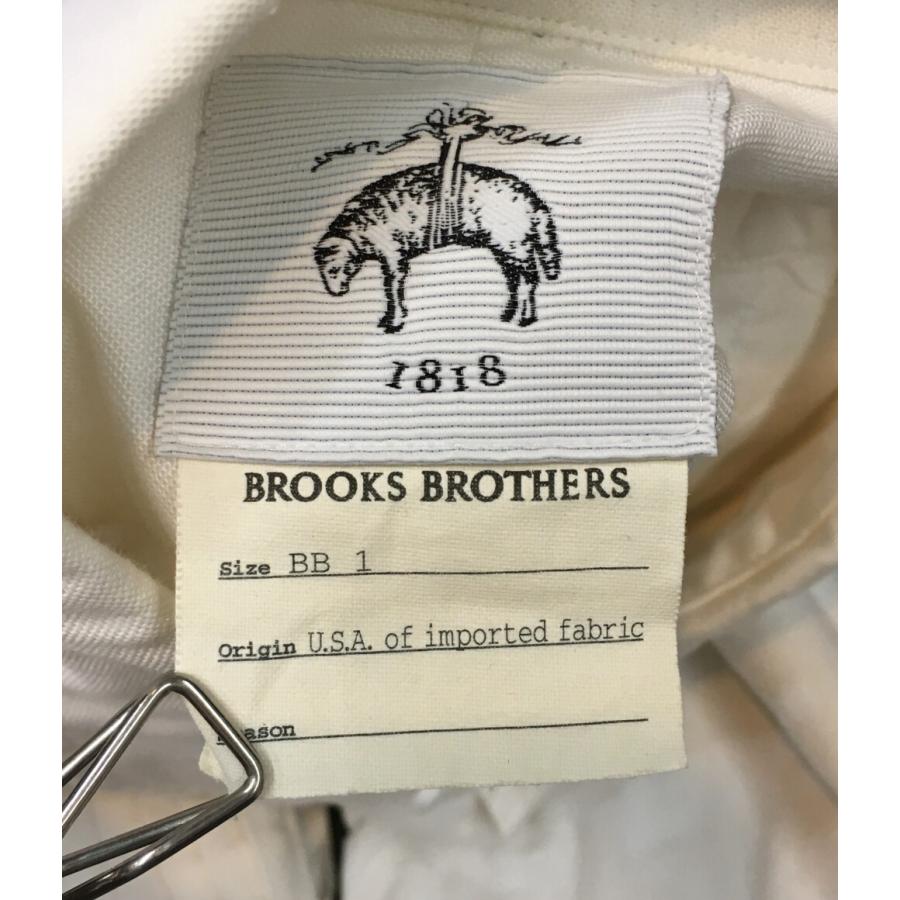 1818
BROOKS BROTHERS
Size BB 1
Origin U.S.A. of imported fabric